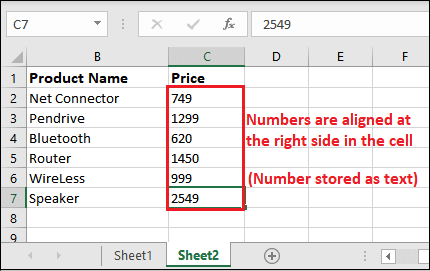 C7 2549
B C D E F
1 Product Name Price
2 Net Connector 749
3 Pendrive 1299 Numbers are aligned at
4 Bluetooth 620 the right side in the cell
5 Router 1450
6 WireLess 999 (Number stored as text)
7 Speaker 2549
8
9
Sheet1 Sheet2